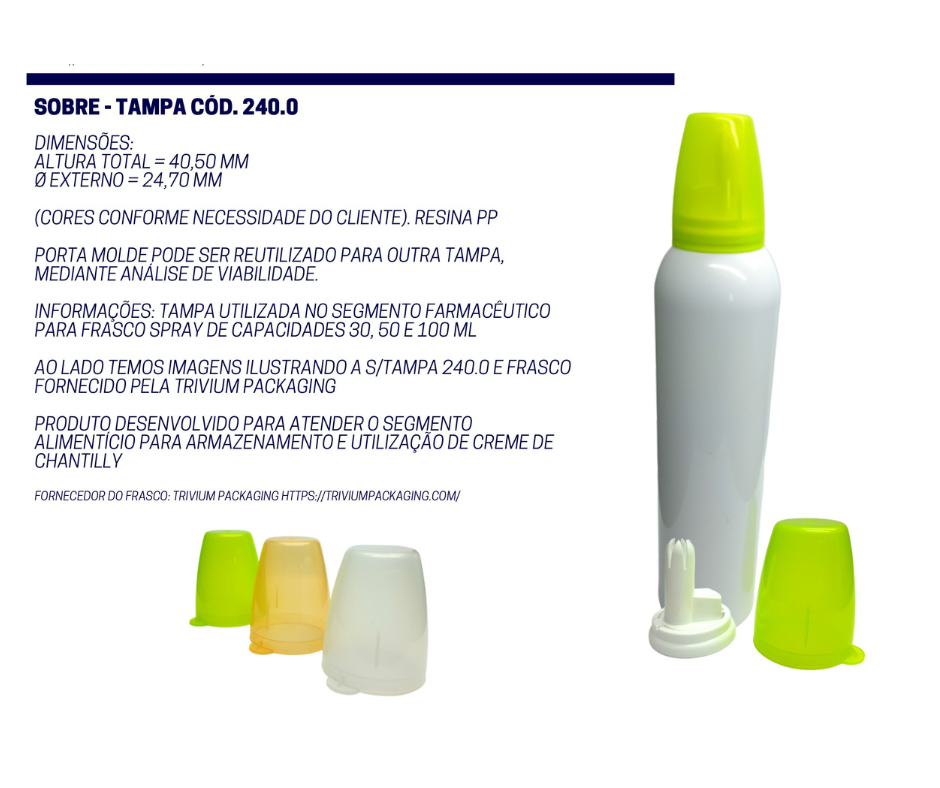 SOBRE - TAMPA CÓD. 240.0
DIMENSÕES:
ALTURA TOTAL = 40,50 MM
Ø EXTERNO = 24,70 MM
(CORES CONFORME NECESSIDADE DO CLIENTE). RESINA PP
PORTA MOLDE PODE SER REUTILIZADO PARA OUTRA TAMPA,
MEDIANTE ANÁLISE DE VIABILIDADE.
INFORMAÇÕES: TAMPA UTILIZADA NO SEGMENTO FARMACÊUTICO
PARA FRASCO SPRAY DE CAPACIDADES 30, 50 E 100 ML
AO LADO TEMOS IMAGENS ILUSTRANDO A S/TAMPA 240.0 E FRASCO
FORNECIDO PELA TRIVIUM PACKAGING
PRODUTO DESENVOLVIDO PARA ATENDER O SEGMENTO
ALIMENTÍCIO PARA ARMAZENAMENTO E UTILIZAÇÃO DE CREME DE
CHANTILLY
FORNECEDOR DO FRASCO: TRIVIUM PACKAGING HTTPS://TRIVIUMPACKAGING.COM/